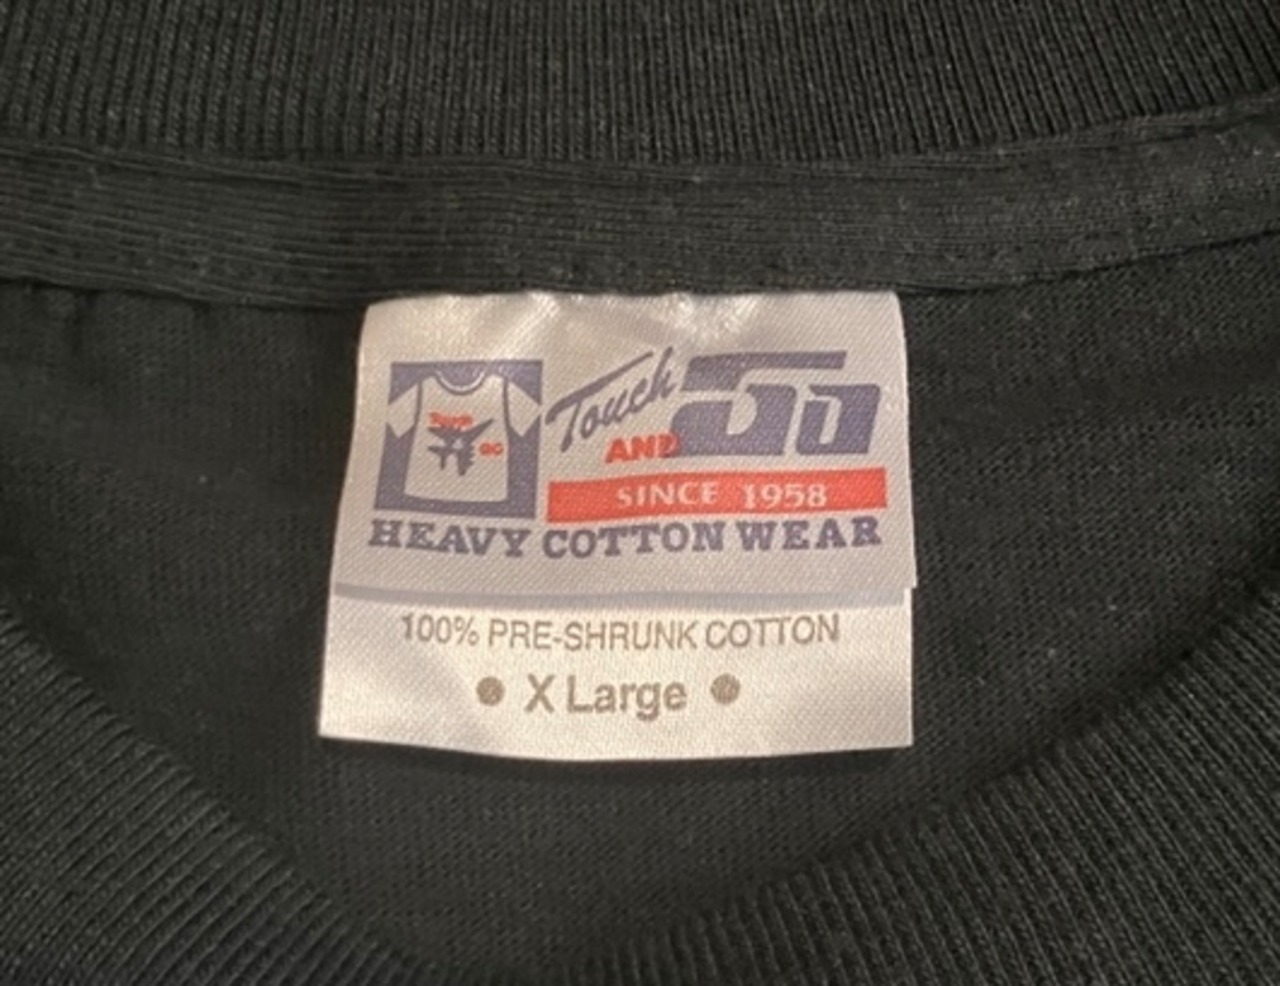 Touch
AND GO
SINCE 1958
HEAVY COTTON WEAR
100% PRE-SHRUNK COTTON
• X Large •